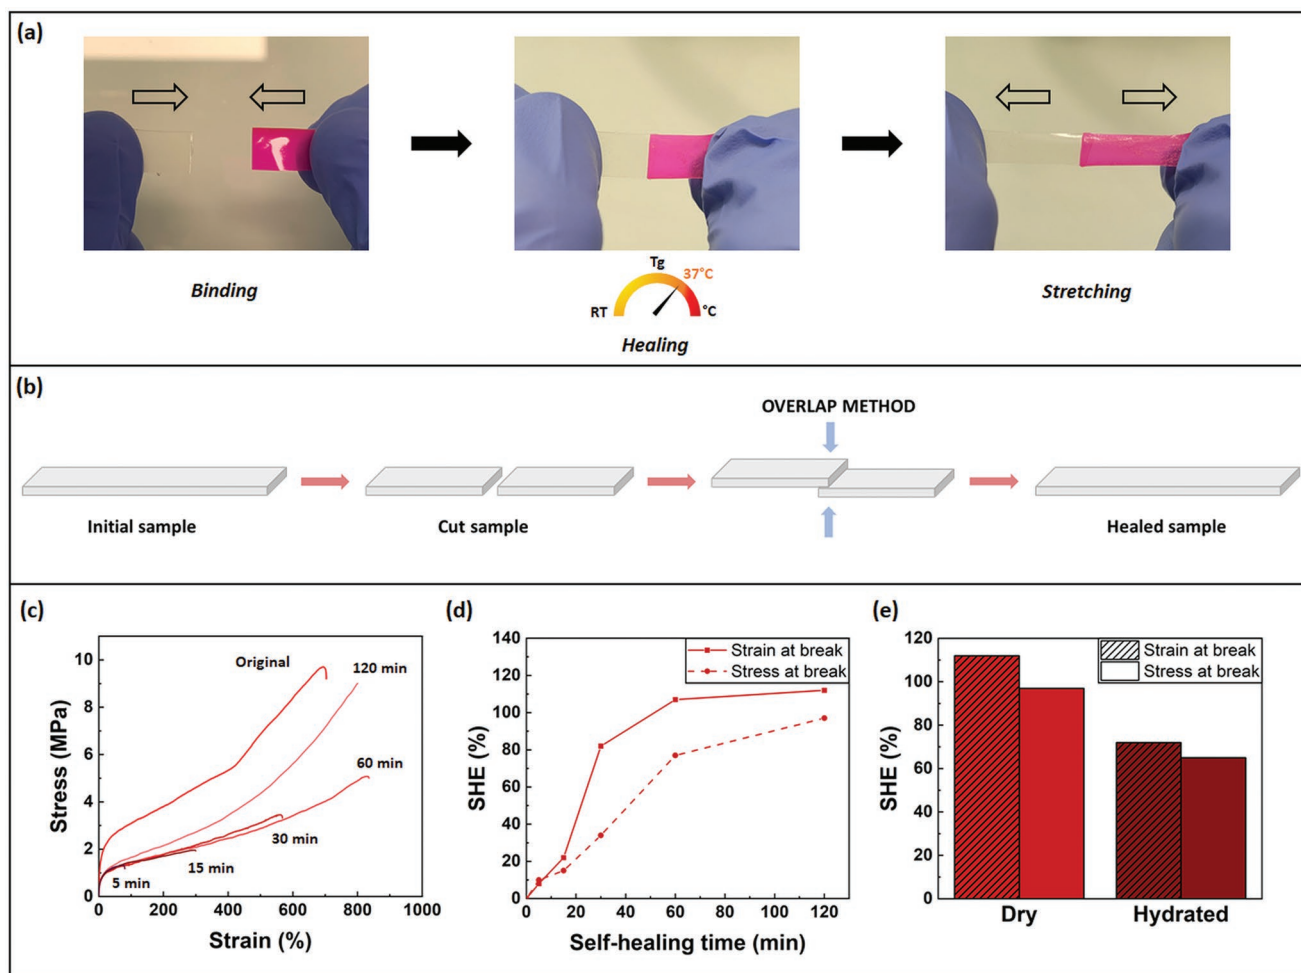 (a)
Binding
Tg
37°C
RT
°C
Healing
Stretching
(b)
OVERLAP METHOD
Initial sample
Cut sample
Healed sample
(c)
Stress (MPa)
10
8
6
4
2
0
Original
120 min
60 min
30 min
15 min
5 min
0 200 400 600 800 1000
Strain (%)
(d)
SHE (%)
140
120
100
80
60
40
20
0
Strain at break
Stress at break
0 20 40 60 80 100 120
Self-healing time (min)
(e)
SHE (%)
120
100
80
60
40
20
0
Strain at break
Stress at break
Dry Hydrated